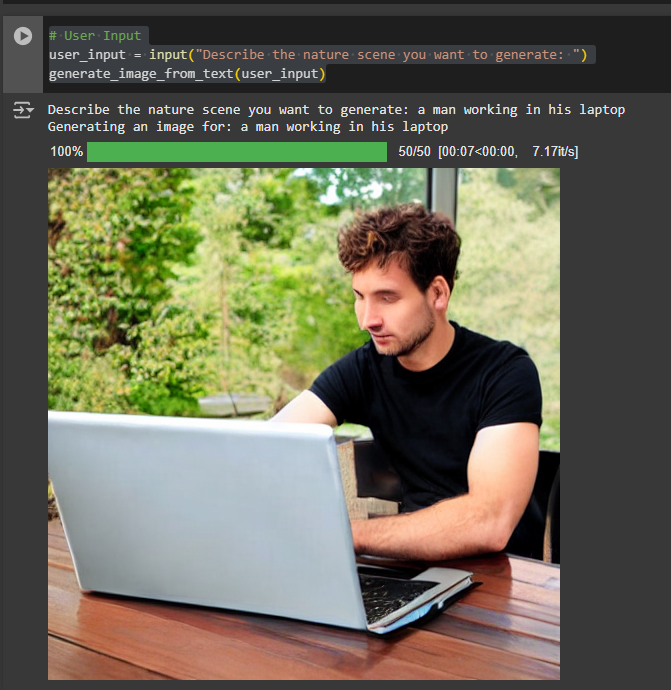 # User Input
user_input = input("Describe the nature scene you want to generate: ")
generate_image_from_text(user_input)
Describe the nature scene you want to generate: a man working in his laptop
Generating an image for: a man working in his laptop
100% 50/50 [00:07<00:00, 7.17it/s]